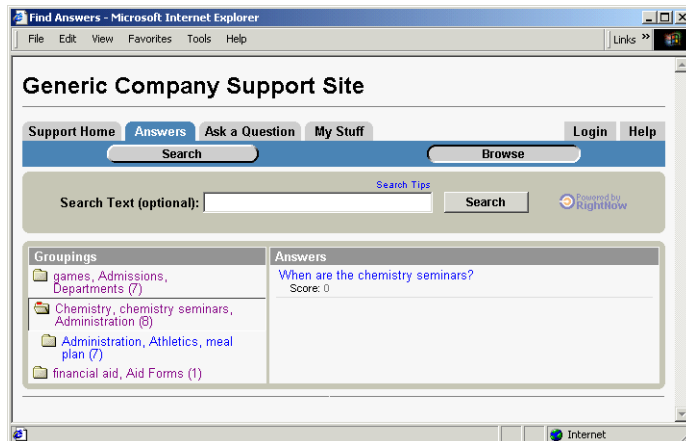 Find Answers - Microsoft Internet Explorer
File Edit View Favorites Tools Help Links »
Generic Company Support Site
Support Home Answers Ask a Question My Stuff Login Help
Search Browse
Search Tips
Search Text (optional): Search
Powered by
RightNow
Groupings
games, Admissions,
Departments (7)
Chemistry, chemistry seminars,
Administration (8)
Administration, Athletics, meal
plan (7)
financial aid, Aid Forms (1)
Answers
When are the chemistry seminars?
Score: 0
Internet